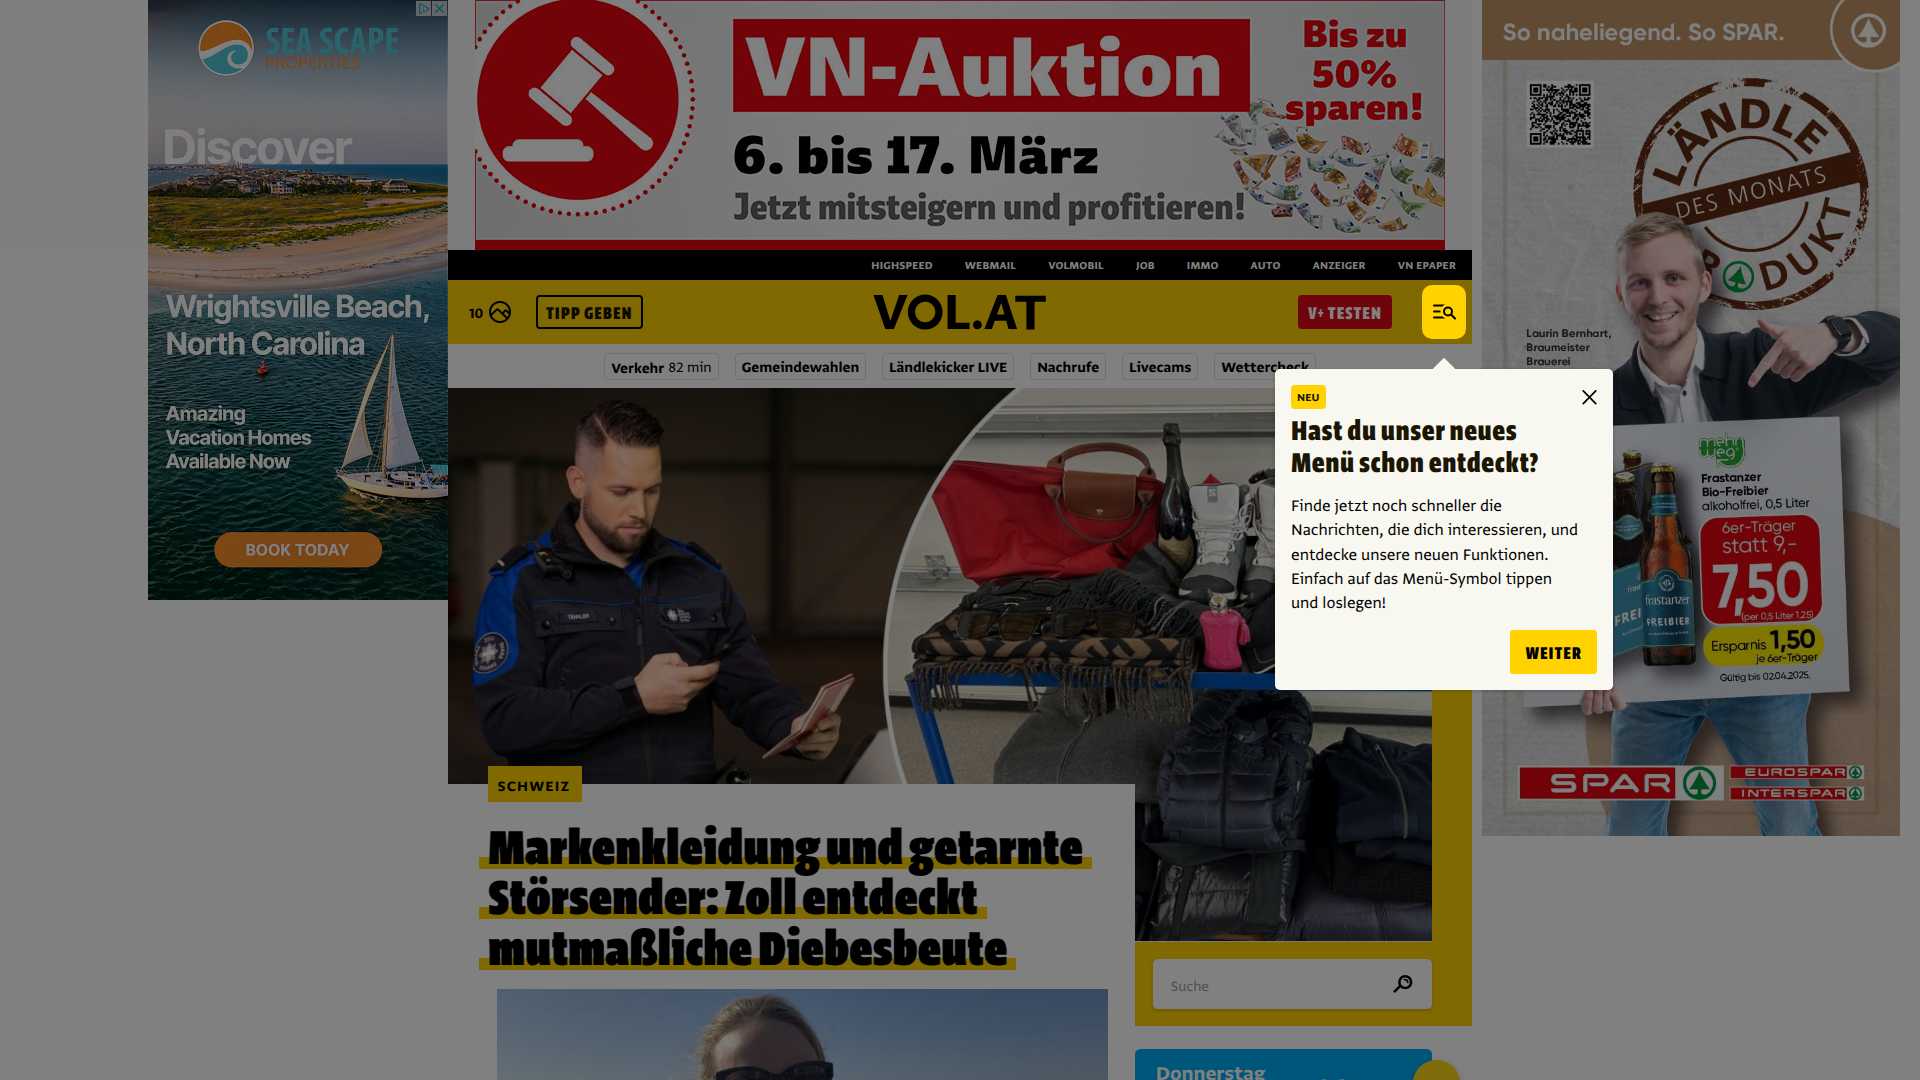 SEA SCAPE
PROPERTIES
Discover
Wrightsville Beach,
North Carolina
Amazing
Vacation Homes
Available Now
BOOK TODAY
VN-Auktion
6. bis 17. März
Jetzt mitsteigern und profitieren!
Bis zu
50%
sparen!
HIGHSPEED WEBMAIL VOLMOBIL JOB IMMO AUTO ANZEIGER VN EPAPER
10 TIPP GEBEN VOL.AT V+ TESTEN
Verkehr 82 min Gemeindewahlen Ländlekicker LIVE Nachrufe Livecams Wettercheck
NEU
Hast du unser neues
Menü schon entdeckt?
Finde jetzt noch schneller die
Nachrichten, die dich interessieren, und
entdecke unsere neuen Funktionen.
Einfach auf das Menü-Symbol tippen
und loslegen!
WEITER
SCHWEIZ
Markenkleidung und getarnte
Störsender: Zoll entdeckt
mutmaßliche Diebesbeute
Suche
Donnerstag
So naheliegend. So SPAR.
LÄNDLE
DES MONATS
PRODUKT
Laurin Bernhart,
Braumeister
Brauerei
mehr
weg
Frastanzer
Bio-Freibier
alkoholfrei, 0,5 Liter
6er-Träger
statt 9,-
7,50
(per 0,5 Liter 1,25)
Ersparnis 1,50
je 6er-Träger
Gültig bis 02.04.2025.
frastanzer
FREIBIER
SPAR
EUROSPAR
INTERSPAR